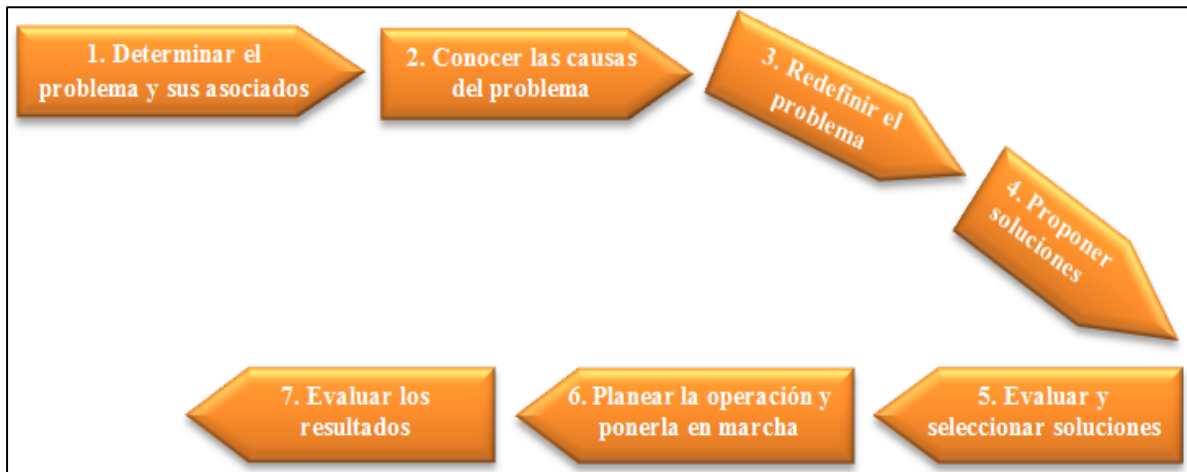 1. Determinar el
problema y sus asociados
2. Conocer las causas
del problema
3. Redefinir el
problema
4. Proponer
soluciones
5. Evaluar y
seleccionar soluciones
6. Planear la operación y
ponerla en marcha
7. Evaluar los
resultados